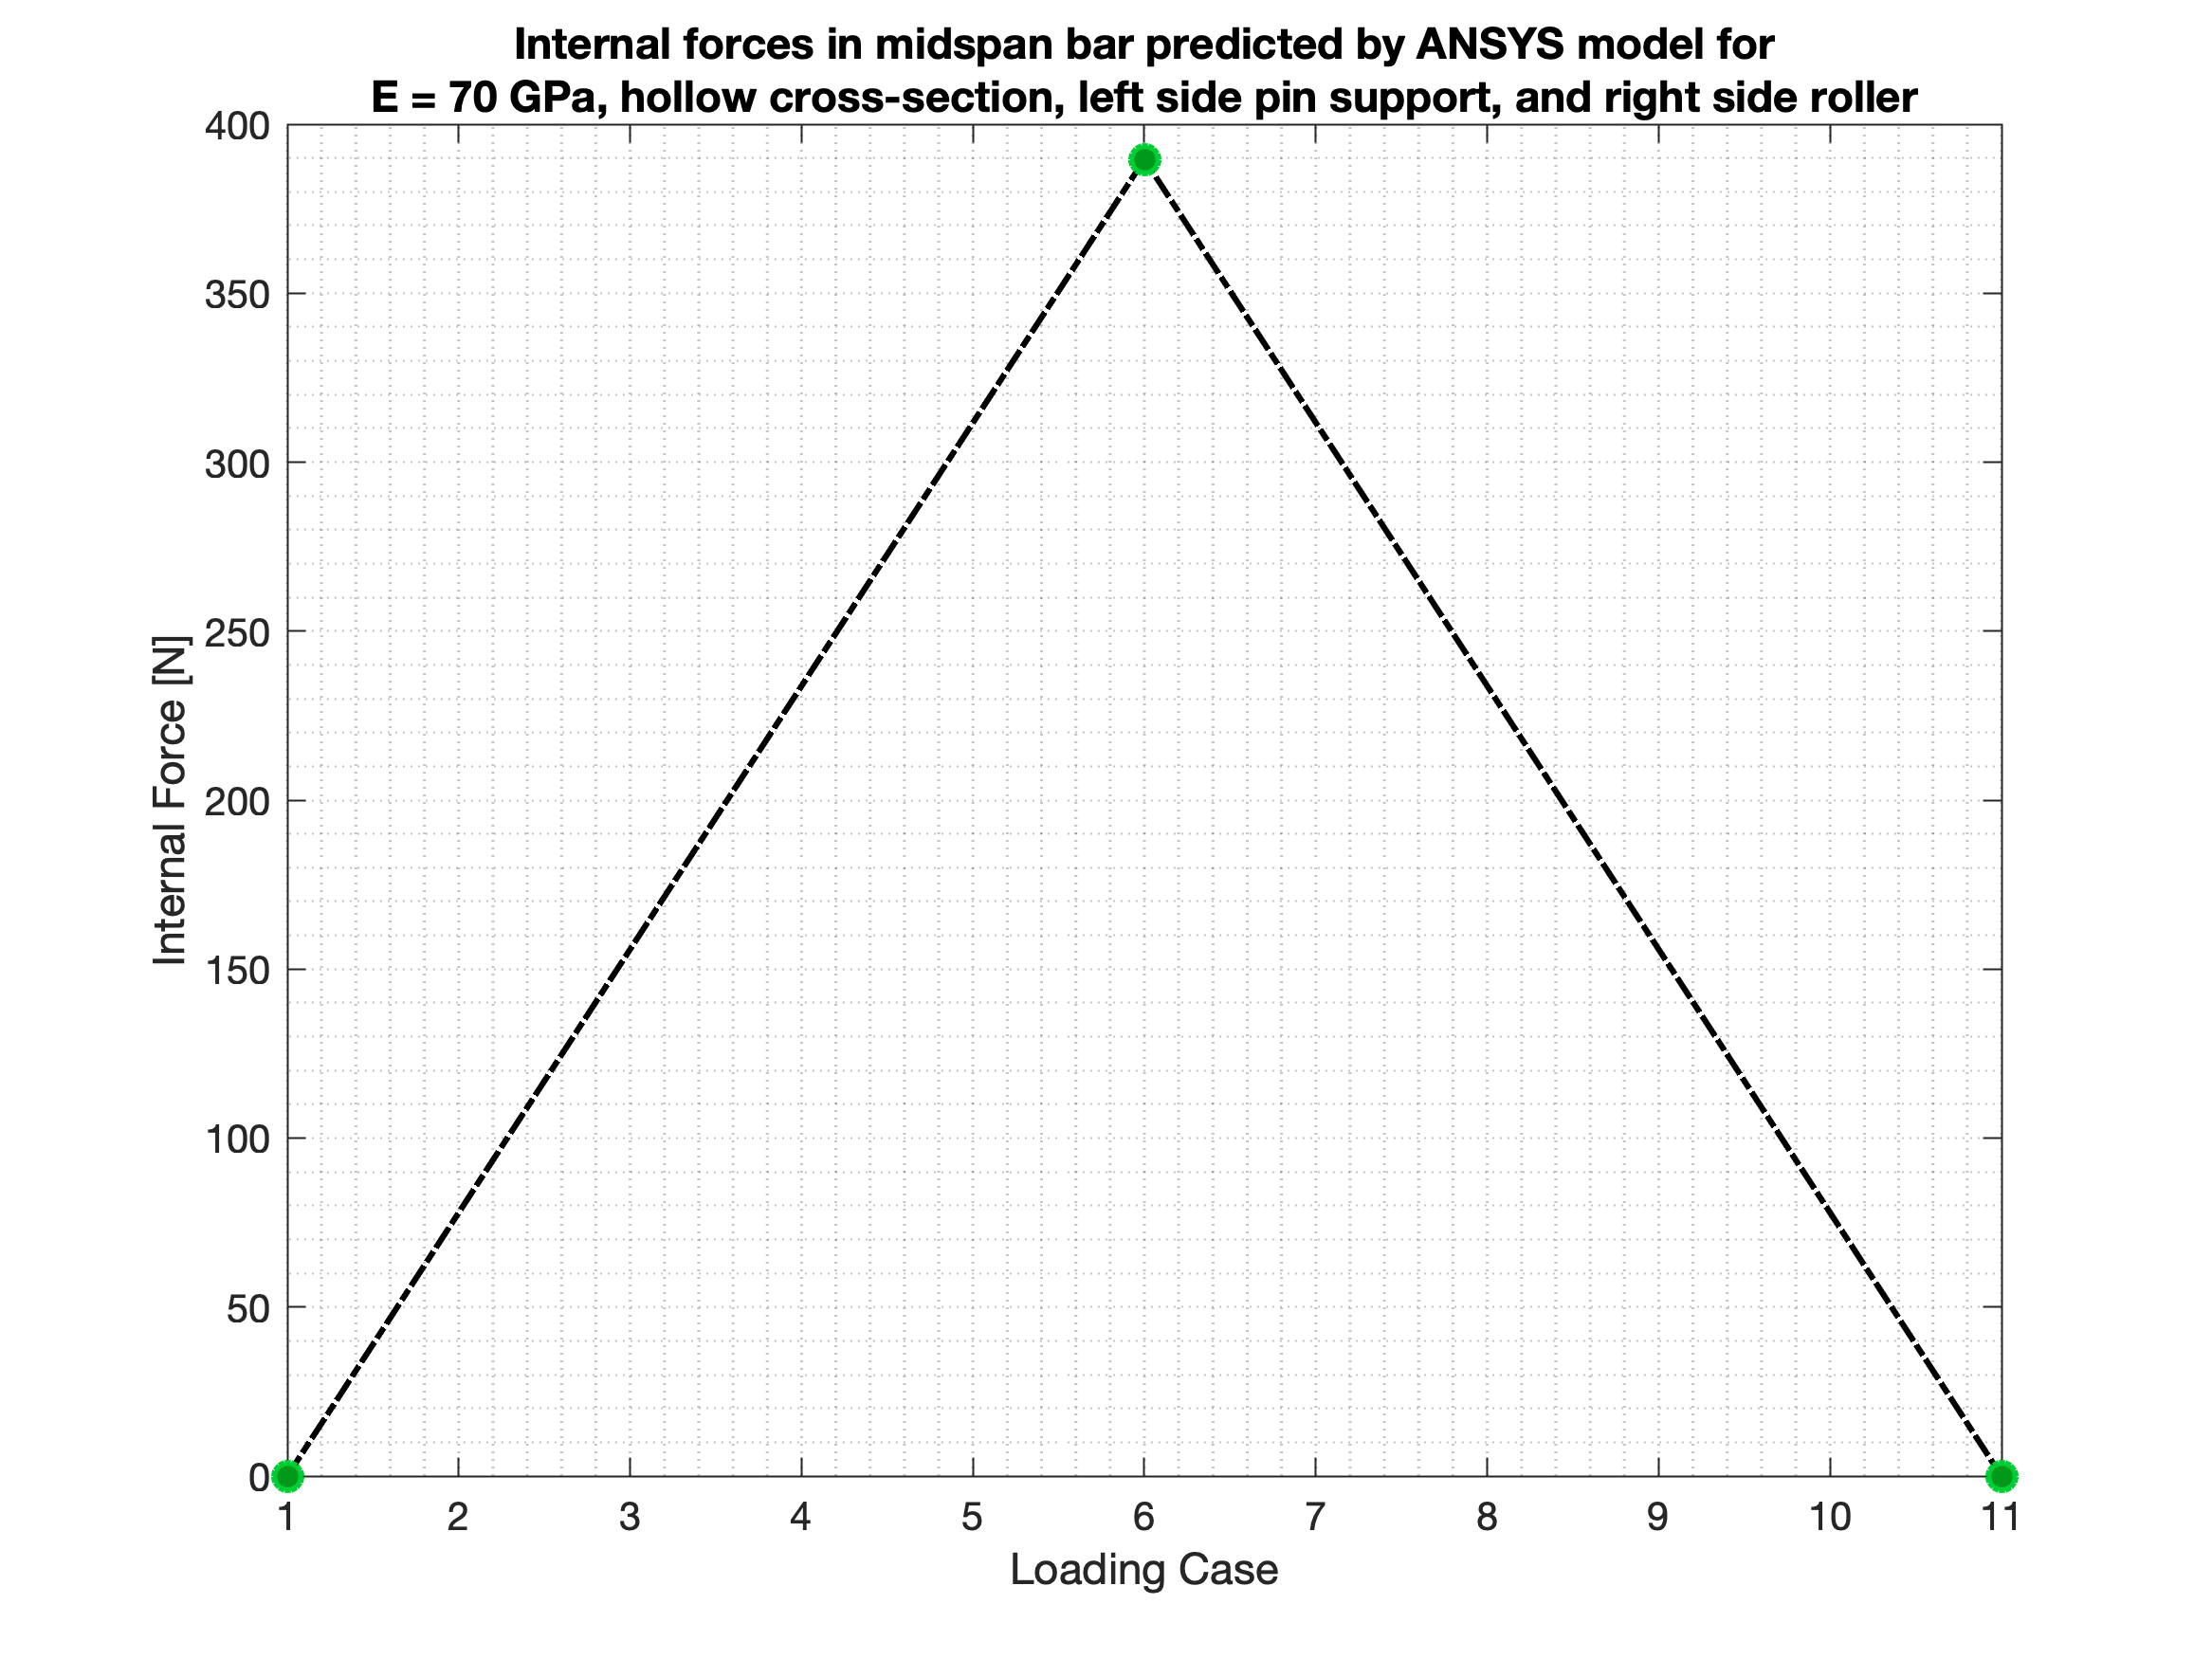 Internal forces in midspan bar predicted by ANSYS model for
E = 70 GPa, hollow cross-section, left side pin support, and right side roller
400
350
300
250
200
150
100
50
0
Internal Force [N]
1 2 3 4 5 6 7 8 9 10 11
Loading Case